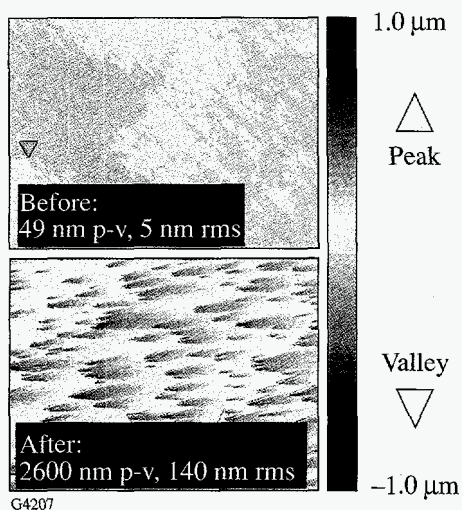 1.0 μm
Peak
Before:
49 nm p-v, 5 nm rms
Valley
After:
2600 nm p-v, 140 nm rms
–1.0 μm
G4207